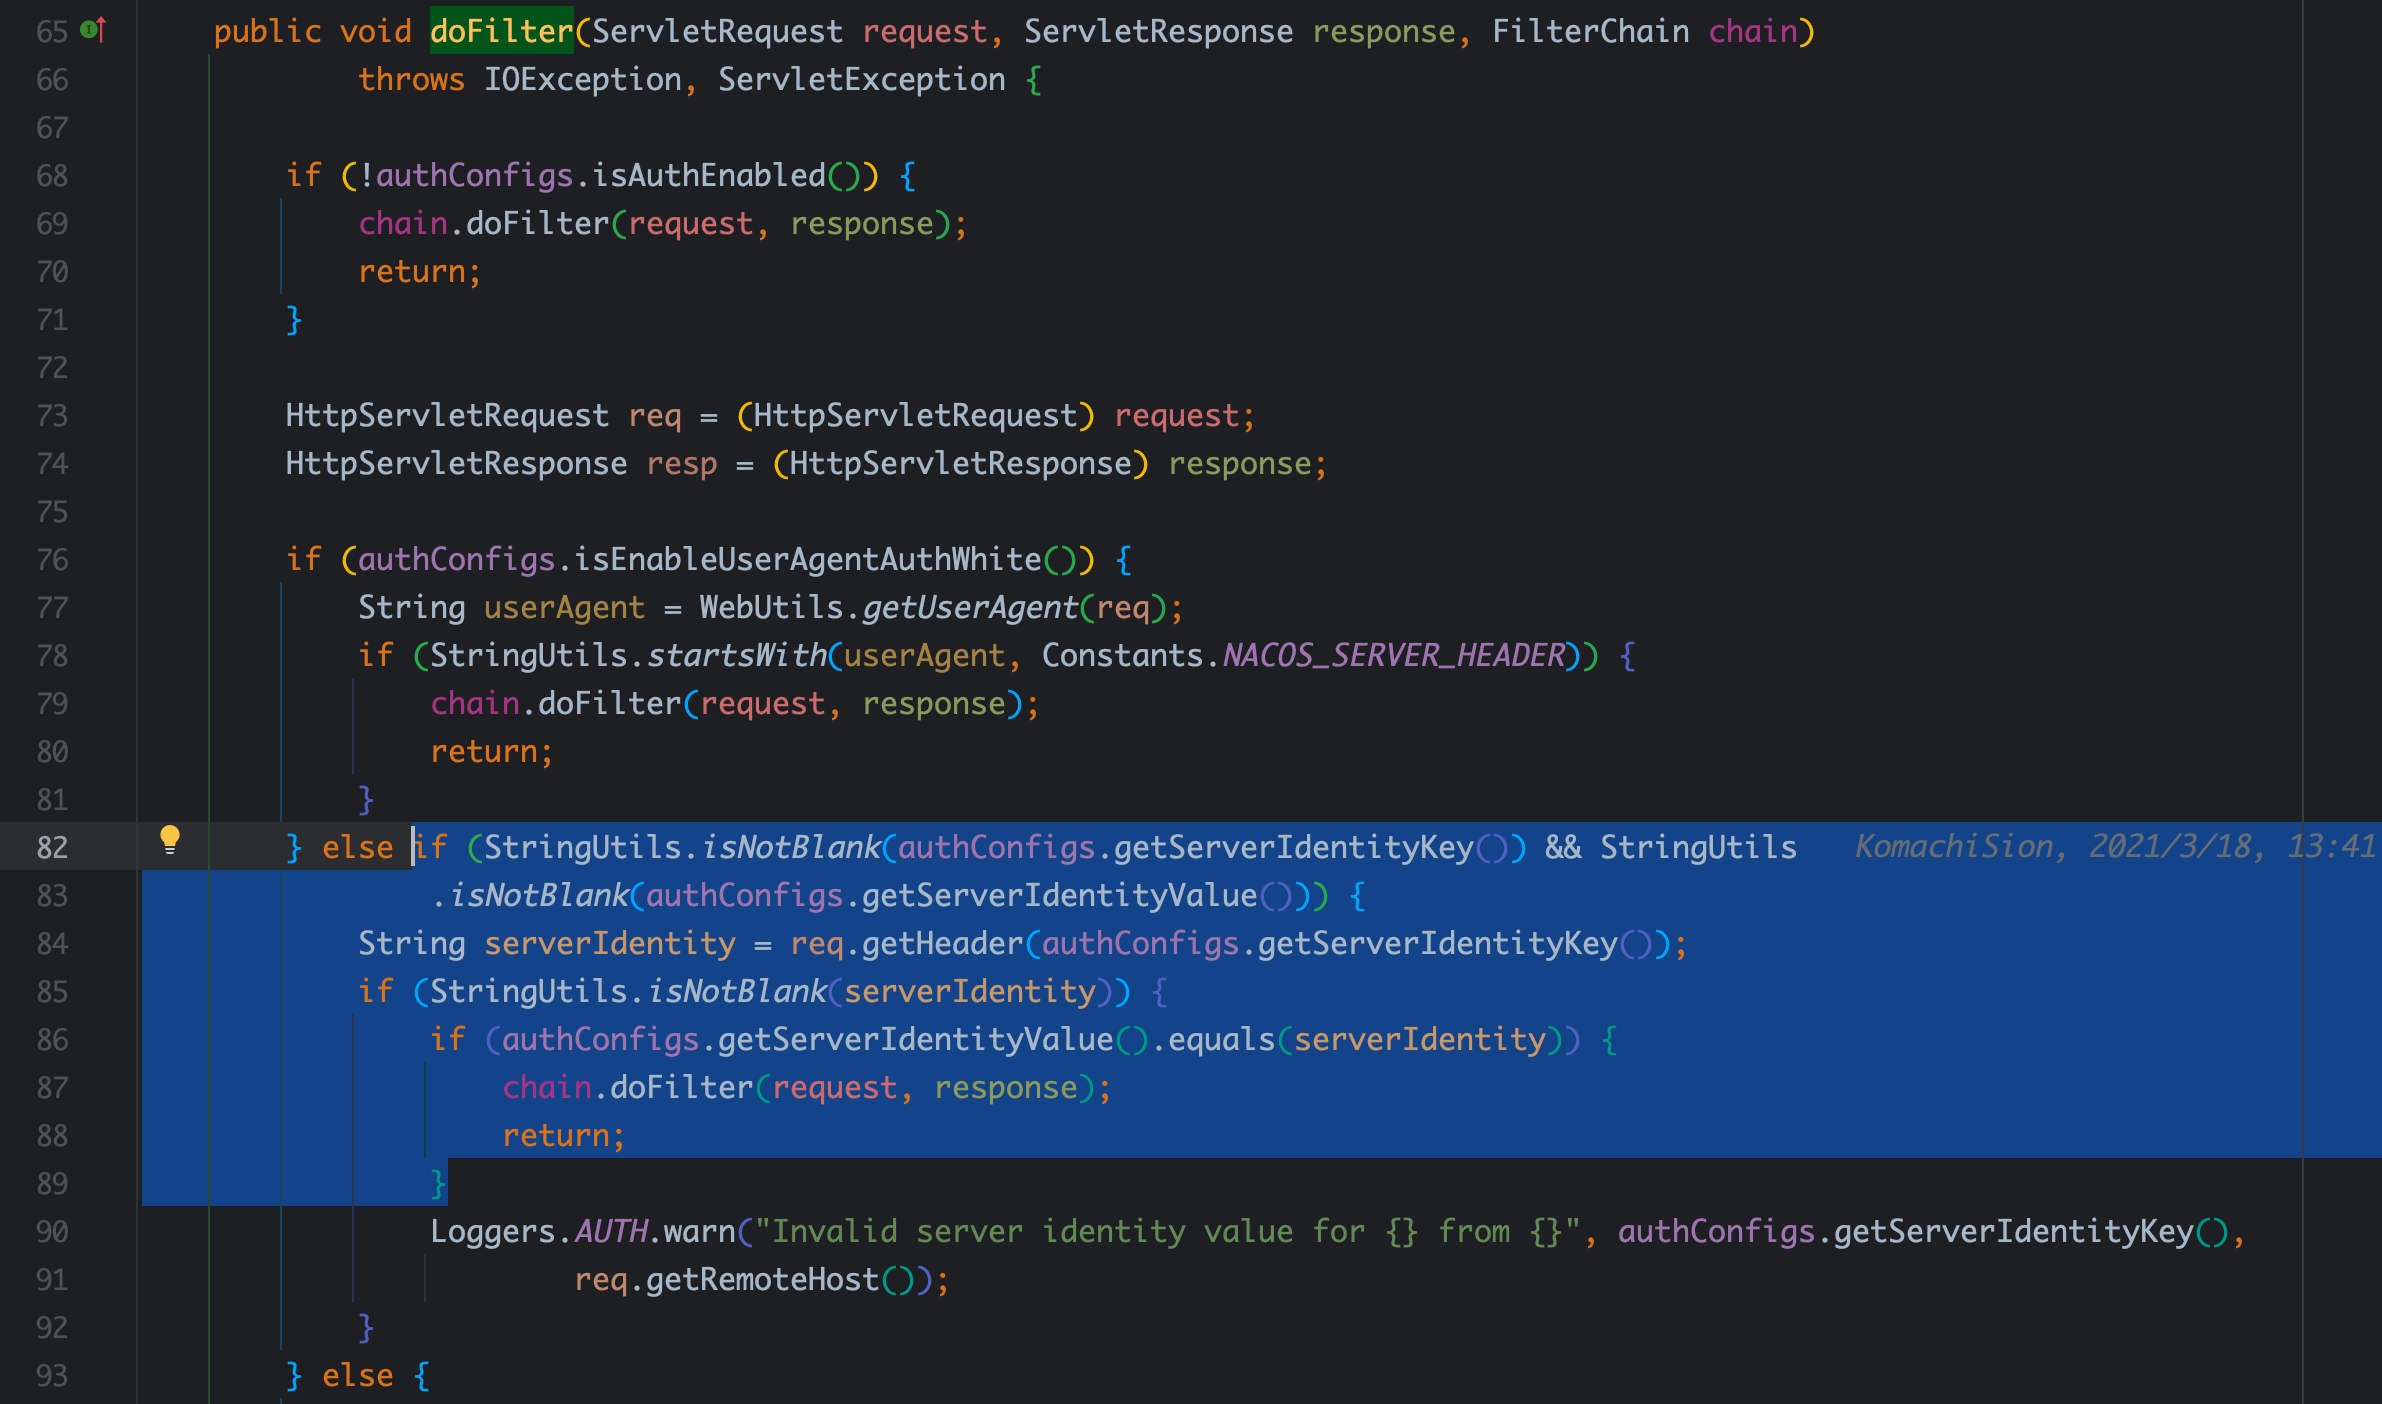 65 public void doFilter(ServletRequest request, ServletResponse response, FilterChain chain)
66 throws IOException, ServletException {
67
68 if (!authConfigs.isAuthEnabled()) {
69 chain.doFilter(request, response);
70 return;
71 }
72
73 HttpServletRequest req = (HttpServletRequest) request;
74 HttpServletResponse resp = (HttpServletResponse) response;
75
76 if (authConfigs.isEnableUserAgentAuthWhite()) {
77 String userAgent = WebUtils.getUserAgent(req);
78 if (StringUtils.startsWith(userAgent, Constants.NACOS_SERVER_HEADER)) {
79 chain.doFilter(request, response);
80 return;
81 }
82 } else if (StringUtils.isNotBlank(authConfigs.getServerIdentityKey()) && StringUtils KomachiSion, 2021/3/18, 13:41
83 .isNotBlank(authConfigs.getServerIdentityValue())) {
84 String serverIdentity = req.getHeader(authConfigs.getServerIdentityKey());
85 if (StringUtils.isNotBlank(serverIdentity)) {
86 if (authConfigs.getServerIdentityValue().equals(serverIdentity)) {
87 chain.doFilter(request, response);
88 return;
89 }
90 Loggers.AUTH.warn("Invalid server identity value for {} from {}", authConfigs.getServerIdentityKey(),
91 req.getRemoteHost());
92 }
93 } else {